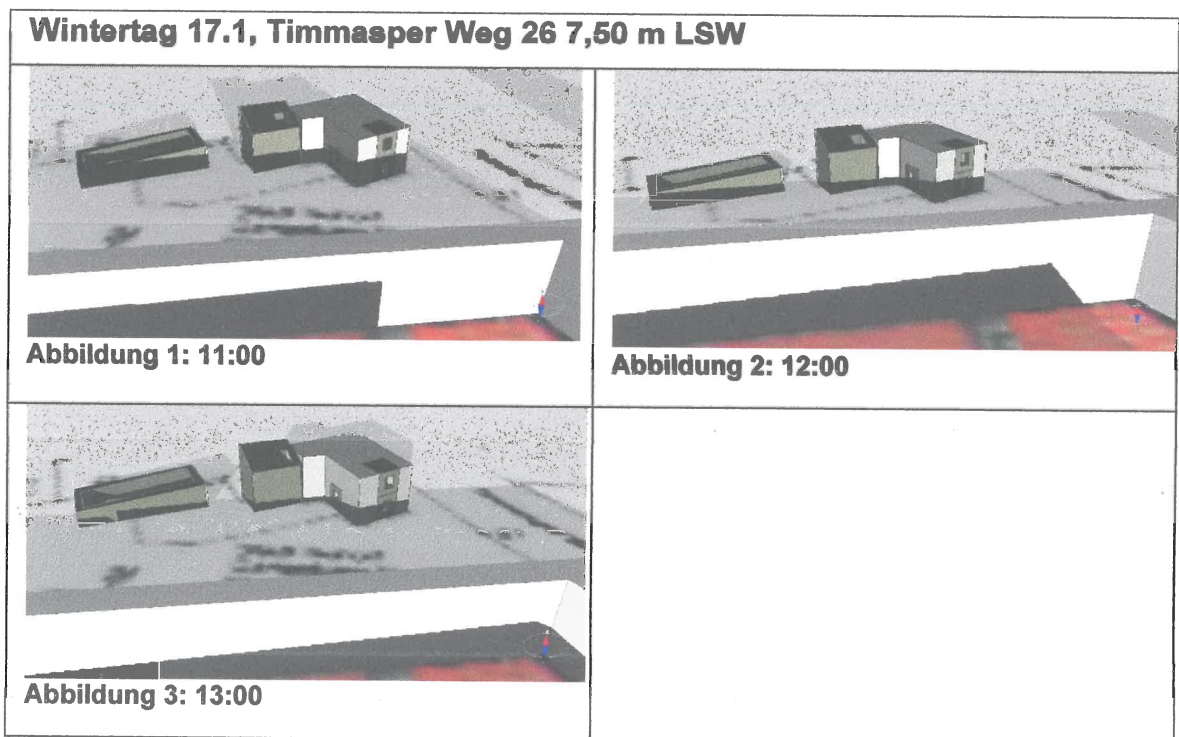 Wintertag 17.1, Timmasper Weg 26 7,50 m LSW
Abbildung 1: 11:00
Abbildung 2: 12:00
Abbildung 3: 13:00